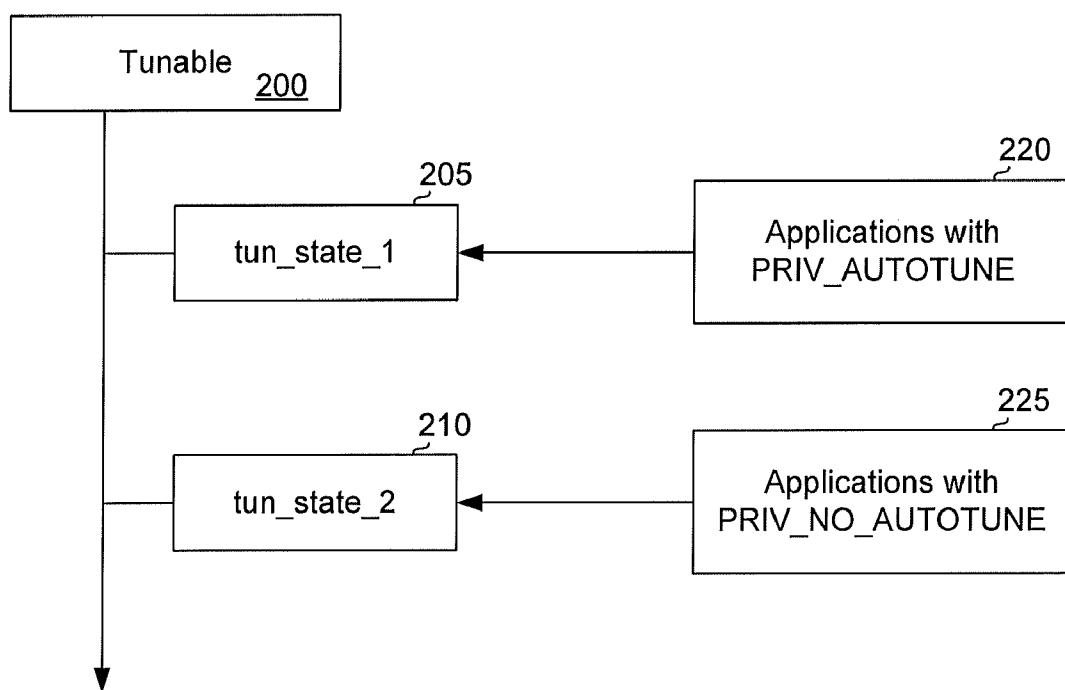 Tunable
200
205
tun_state_1
220
Applications with
PRIV_AUTOTUNE
210
tun_state_2
225
Applications with
PRIV_NO_AUTOTUNE